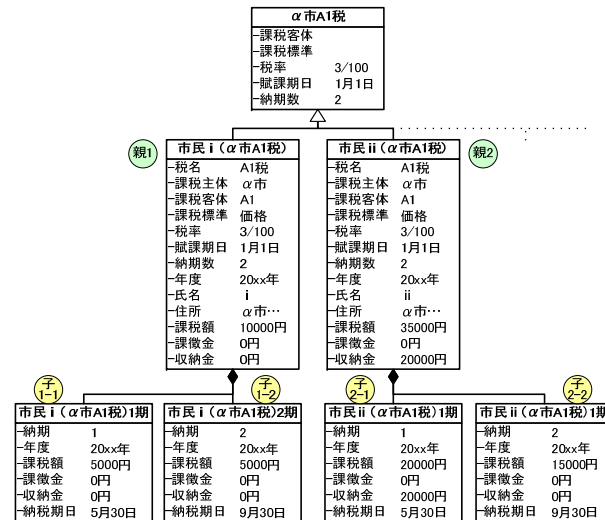 α市A1税
-課税客体
-課税標準
-税率 3/100
-賦課期日 1月1日
-納期数 2
親1
市民ⅰ(α市A1税)
-税名 A1税
-課税主体 α市
-課税客体 A1
-課税標準 価格
-税率 3/100
-賦課期日 1月1日
-納期数 2
-年度 20xx年
-氏名 ⅰ
-住所 α市…
-課税額 10000円
-課徴金 0円
-収納金 0円
市民ⅱ(α市A1税)
親2
-税名 A1税
-課税主体 α市
-課税客体 A1
-課税標準 価格
-税率 3/100
-賦課期日 1月1日
-納期数 2
-年度 20xx年
-氏名 ⅱ
-住所 α市…
-課税額 35000円
-課徴金 0円
-収納金 20000円
子
1-1
市民ⅰ(α市A1税)1期
-納期 1
-年度 20xx年
-課税額 5000円
-課徴金 0円
-収納金 0円
-納税期日 5月30日
子
1-2
市民ⅰ(α市A1税)2期
-納期 2
-年度 20xx年
-課税額 5000円
-課徴金 0円
-収納金 0円
-納税期日 9月30日
子
2-1
市民ⅱ(α市A1税)1期
-納期 1
-年度 20xx年
-課税額 20000円
-課徴金 0円
-収納金 20000円
-納税期日 5月30日
子
2-2
市民ⅱ(α市A1税)1期
-納期 2
-年度 20xx年
-課税額 15000円
-課徴金 0円
-収納金 0円
-納税期日 9月30日